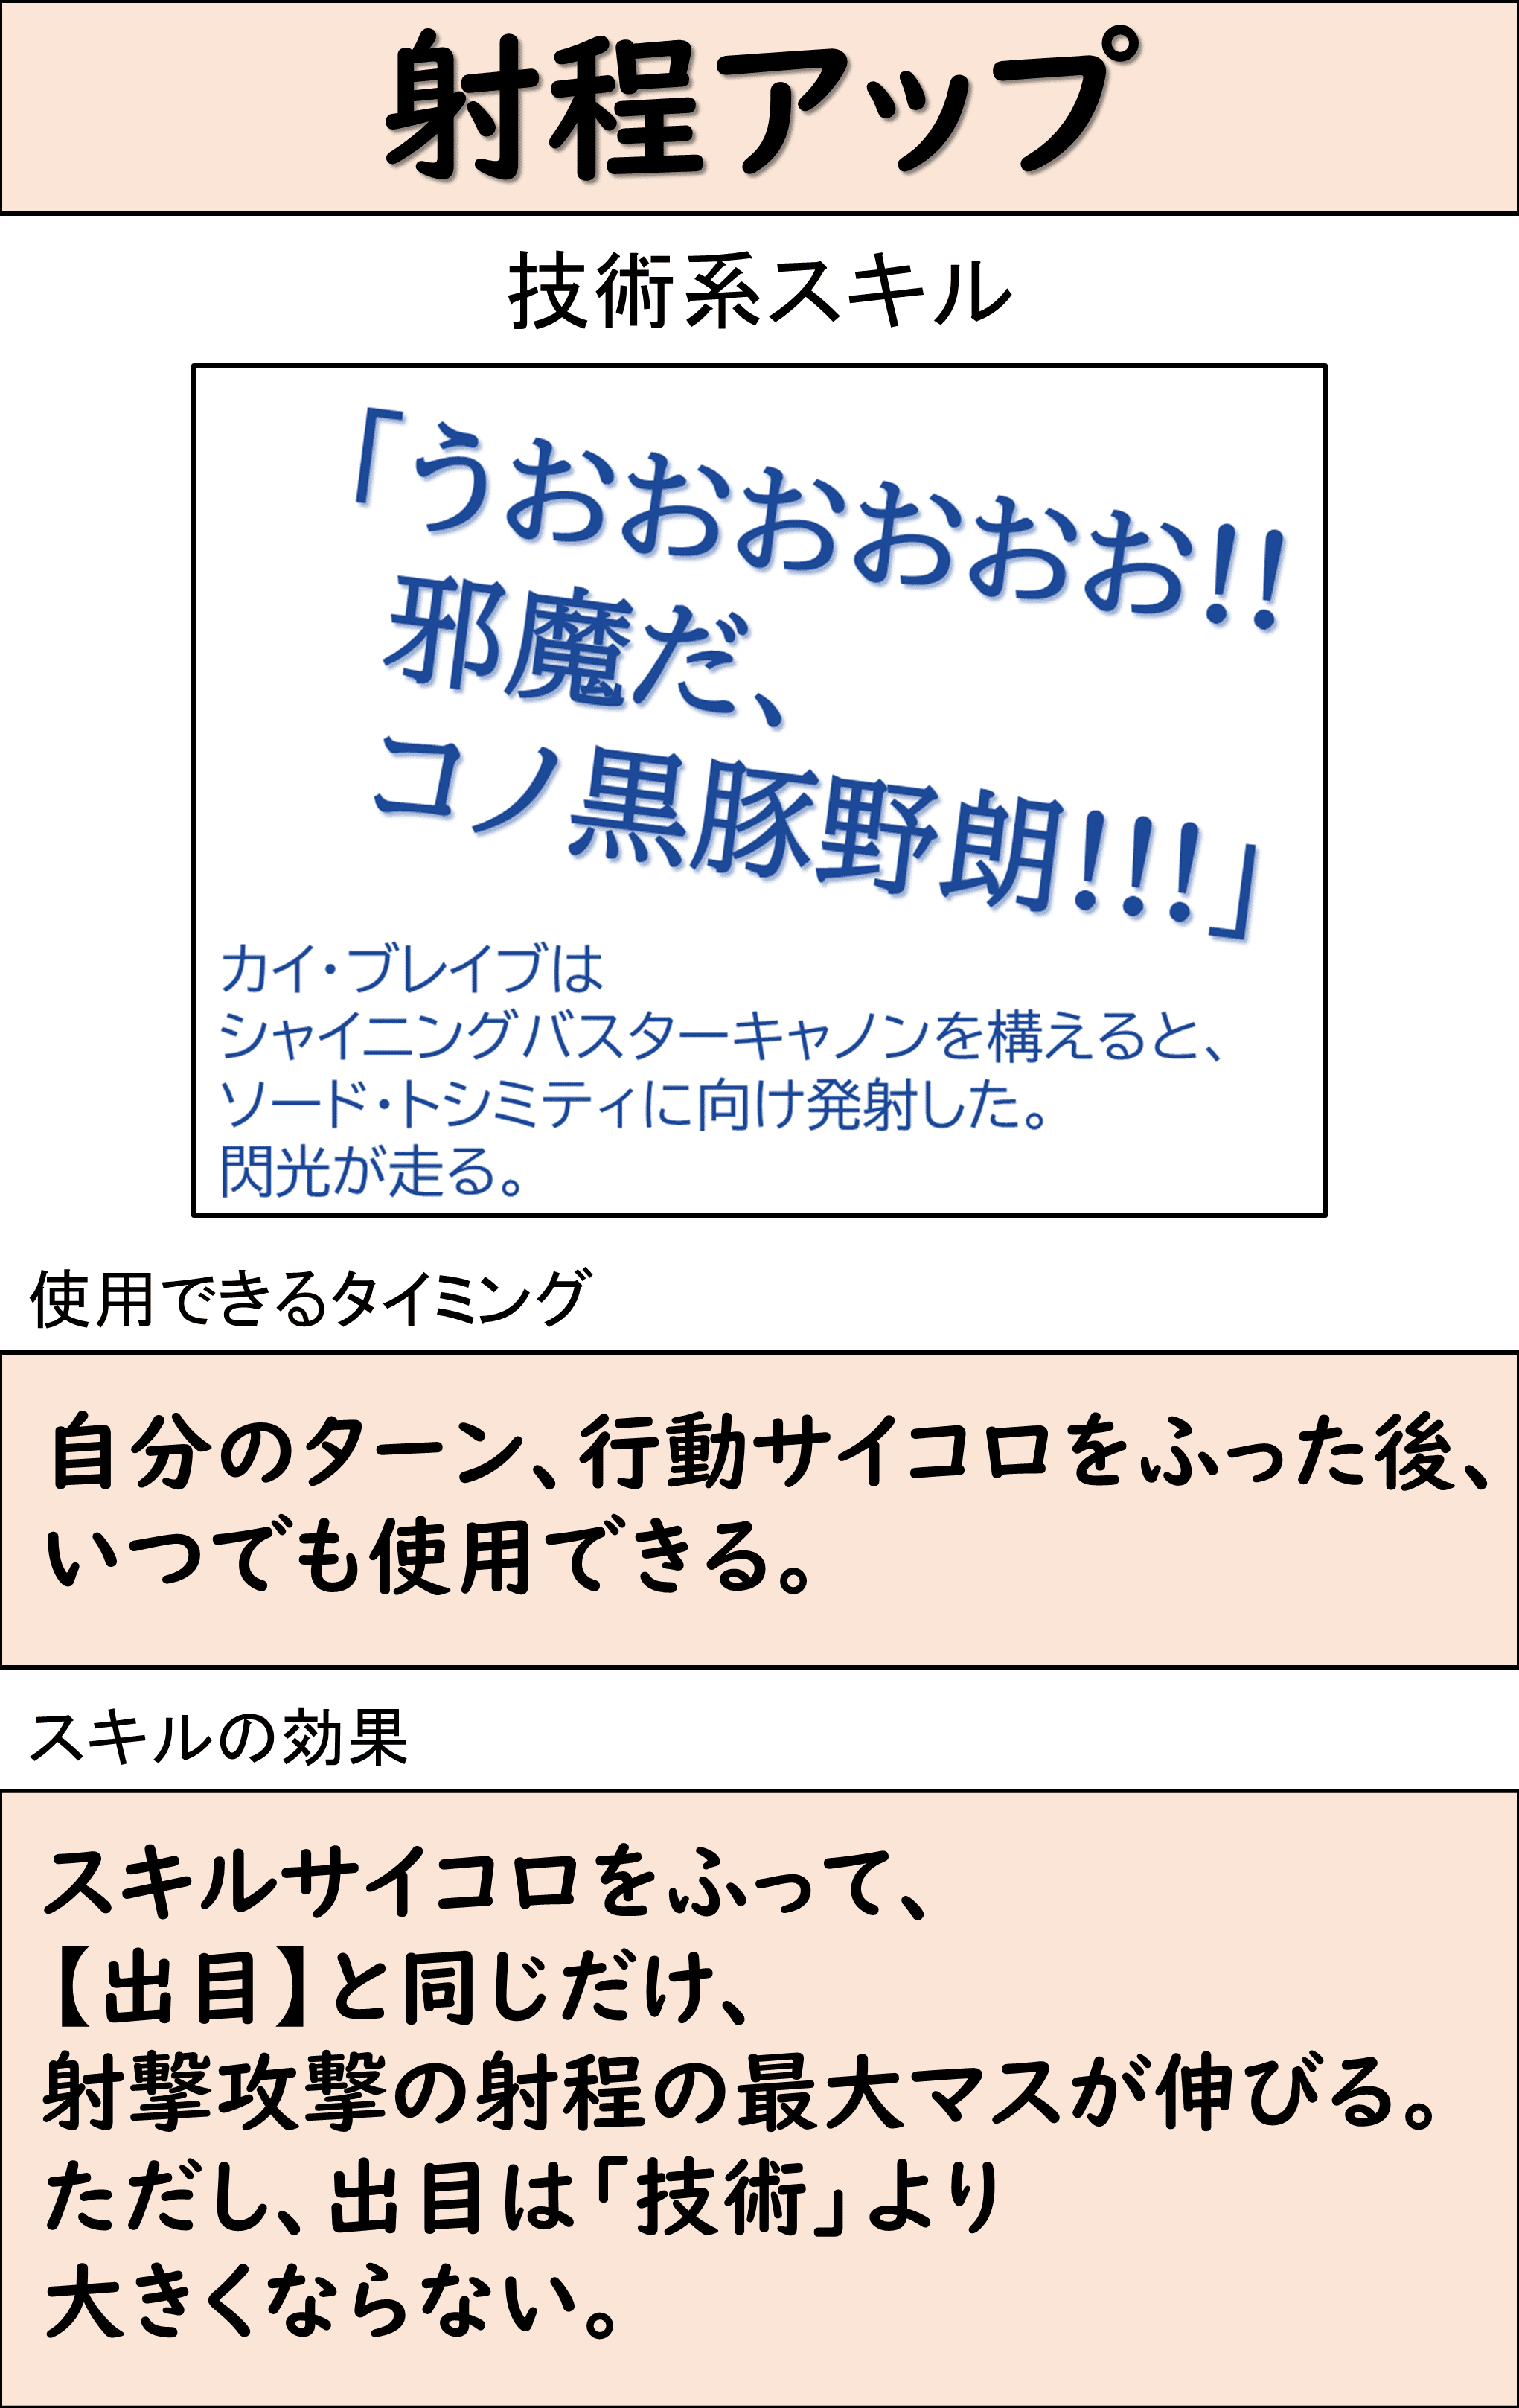 射程アップ
技術系スキル
「うおおおおおお!!
邪魔だ、
コノ黒豚野朗!!!」
カイ・ブレイブは
シャイニングバスターキャノンを構えると、
ソード・トシミティに向け発射した。
閃光が走る。
使用できるタイミング
自分のターン、行動サイコロをふった後、
いつでも使用できる。
スキルの効果
スキルサイコロをふって、
【出目】と同じだけ、
射撃攻撃の射程の最大マスが伸びる。
ただし、出目は「技術」より
大きくならない。